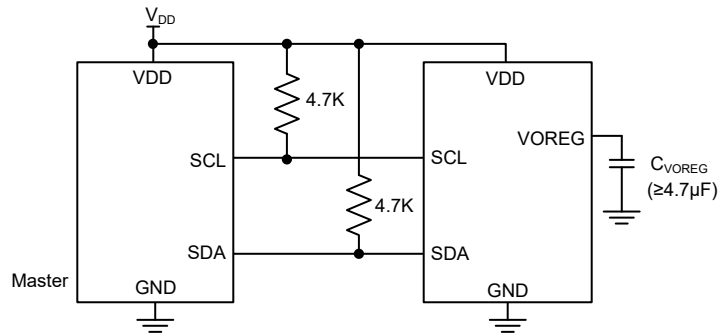 VDD
VDD
VDD
4.7K
VOREG
SCL
SCL
CVOREG
(≥4.7µF)
4.7K
SDA
SDA
Master
GND
GND